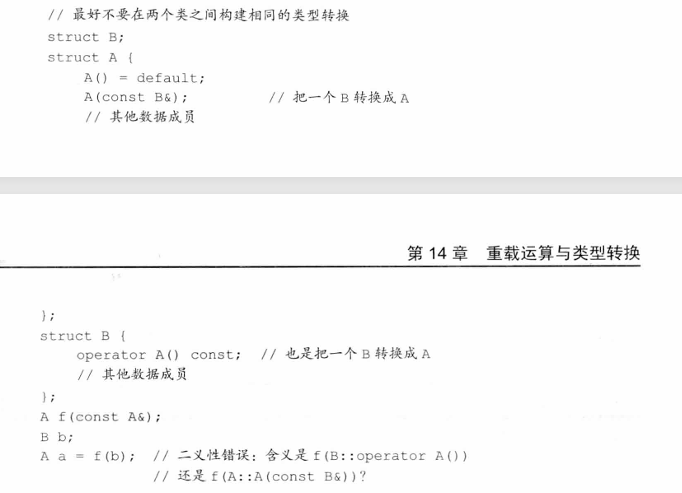 // 最好不要在两个类之间构建相同的类型转换
struct B;
struct A {
    A() = default;
    A(const B&);        // 把一个 B 转换成 A
    // 其他数据成员
第 14 章 重载运算与类型转换
};
struct B {
    operator A() const;  // 也是把一个 B 转换成 A
    // 其他数据成员
};
A f(const A&);
B b;
A a = f(b);  // 二义性错误：含义是 f(B::operator A())
             // 还是 f(A::A(const B&))?